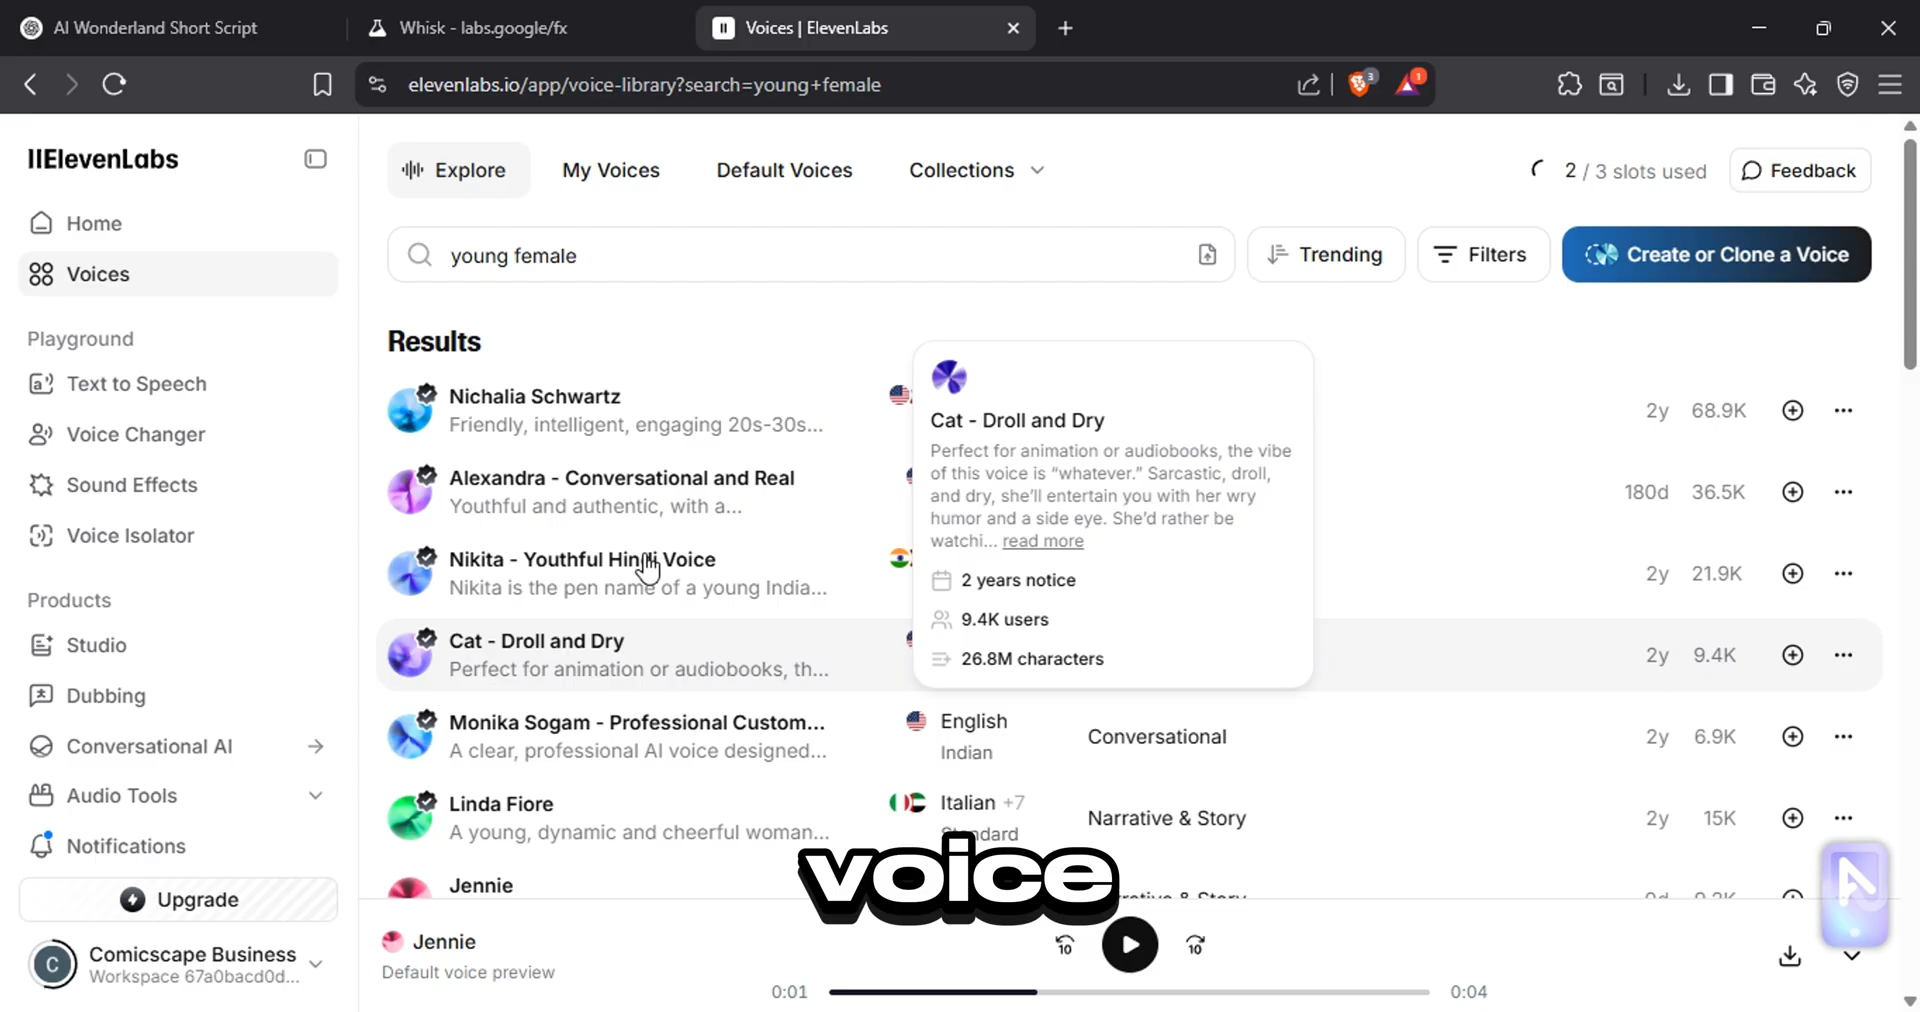 AI Wonderland Short Script
Whisk - labs.google/fx
Voices | ElevenLabs
elevenlabs.io/app/voice-library?search=young+female
3
1
IIElevenLabs
Explore
My Voices
Default Voices
Collections
2 / 3 slots used
Feedback
Home
Voices
young female
Trending
Filters
Create or Clone a Voice
Playground
Text to Speech
Voice Changer
Sound Effects
Voice Isolator
Products
Studio
Dubbing
Conversational AI
Audio Tools
Notifications
Upgrade
C
Comicscape Business
Workspace 67a0bacd0d...
Results
Nichalia Schwartz
Friendly, intelligent, engaging 20s-30s...
2y 68.9K
Alexandra - Conversational and Real
Youthful and authentic, with a...
180d 36.5K
Nikita - Youthful Hindi Voice
Nikita is the pen name of a young India...
2y 21.9K
Cat - Droll and Dry
Perfect for animation or audiobooks, th...
2y 9.4K
Cat - Droll and Dry
Perfect for animation or audiobooks, the vibe
of this voice is “whatever.” Sarcastic, droll,
and dry, she’ll entertain you with her wry
humor and a side eye. She’d rather be
watchi... read more
2 years notice
9.4K users
26.8M characters
Monika Sogam - Professional Custom...
A clear, professional AI voice designed...
English
Indian
Conversational
2y 6.9K
Linda Fiore
A young, dynamic and cheerful woman...
Italian +7
Standard
Narrative & Story
2y 15K
Jennie
voice
Jennie
Default voice preview
10
10
0:01
0:04